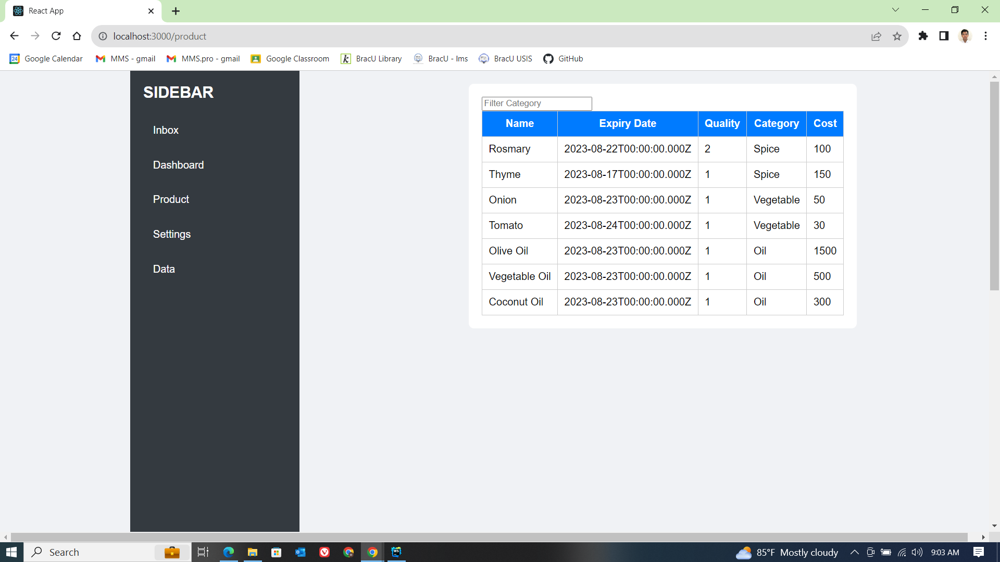 React App
localhost:3000/product
24 Google Calendar MMS - gmail MMS.pro - gmail Google Classroom k BracU Library BracU - lms BracU USIS GitHub
SIDEBAR
Inbox
Dashboard
Product
Settings
Data
Filter Category
Name Expiry Date Quality Category Cost
Rosmary 2023-08-22T00:00:00.000Z 2 Spice 100
Thyme 2023-08-17T00:00:00.000Z 1 Spice 150
Onion 2023-08-23T00:00:00.000Z 1 Vegetable 50
Tomato 2023-08-24T00:00:00.000Z 1 Vegetable 30
Olive Oil 2023-08-23T00:00:00.000Z 1 Oil 1500
Vegetable Oil 2023-08-23T00:00:00.000Z 1 Oil 500
Coconut Oil 2023-08-23T00:00:00.000Z 1 Oil 300
Search WS 85°F Mostly cloudy 9:03 AM